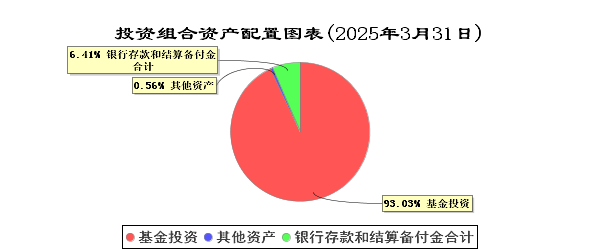 投资组合资产配置图表(2025年3月31日)
6.41% 银行存款和结算备付金
合计
0.56% 其他资产
93.03% 基金投资
基金投资 其他资产 银行存款和结算备付金合计